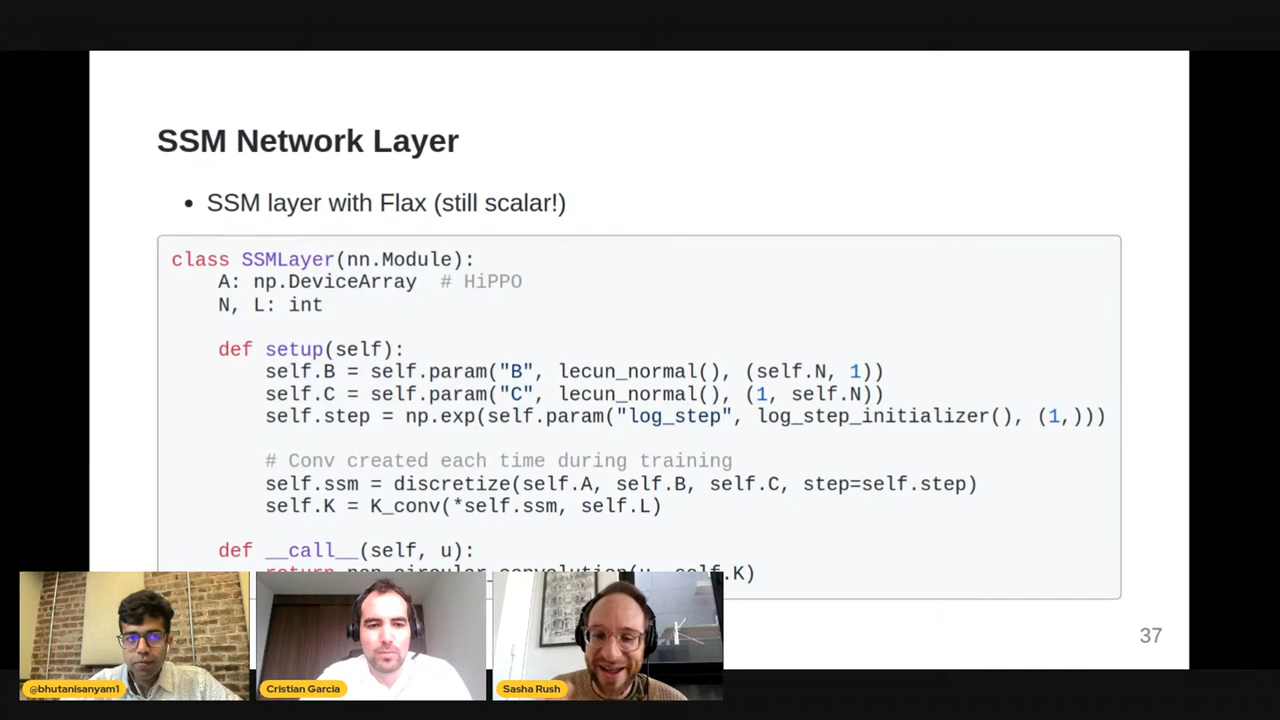 SSM Network Layer
• SSM layer with Flax (still scalar!)
class SSMLayer(nn.Module):
    A: np.DeviceArray  # HiPPO
    N, L: int
    def setup(self):
        self.B = self.param("B", lecun_normal(), (self.N, 1))
        self.C = self.param("C", lecun_normal(), (1, self.N))
        self.step = np.exp(self.param("log_step", log_step_initializer(), (1,)))
        # Conv created each time during training
        self.ssm = discretize(self.A, self.B, self.C, step=self.step)
        self.K = K_conv(*self.ssm, self.L)
    def __call__(self, u):
        return self.K)
37
@bhutanisanyam1
Cristian Garcia
Sasha Rush